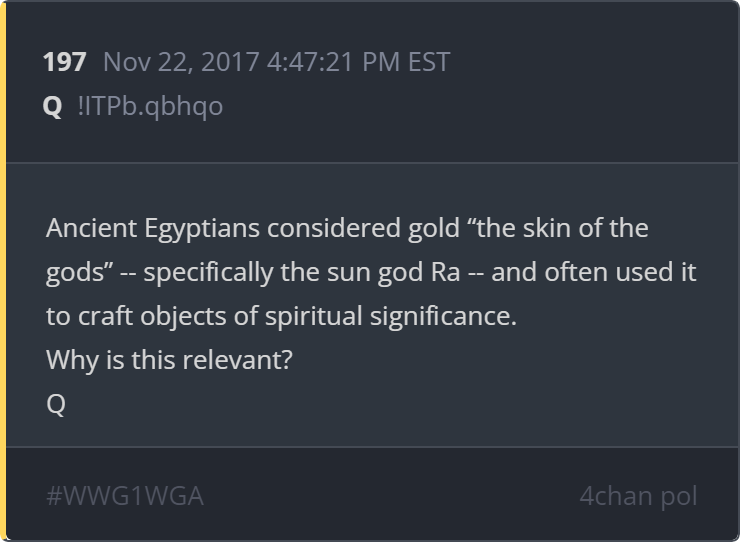 197 Nov 22, 2017 4:47:21 PM EST
Q !ITPb.qbhqo
Ancient Egyptians considered gold “the skin of the
gods” -- specifically the sun god Ra -- and often used it
to craft objects of spiritual significance.
Why is this relevant?
Q
#WWG1WGA 4chan pol